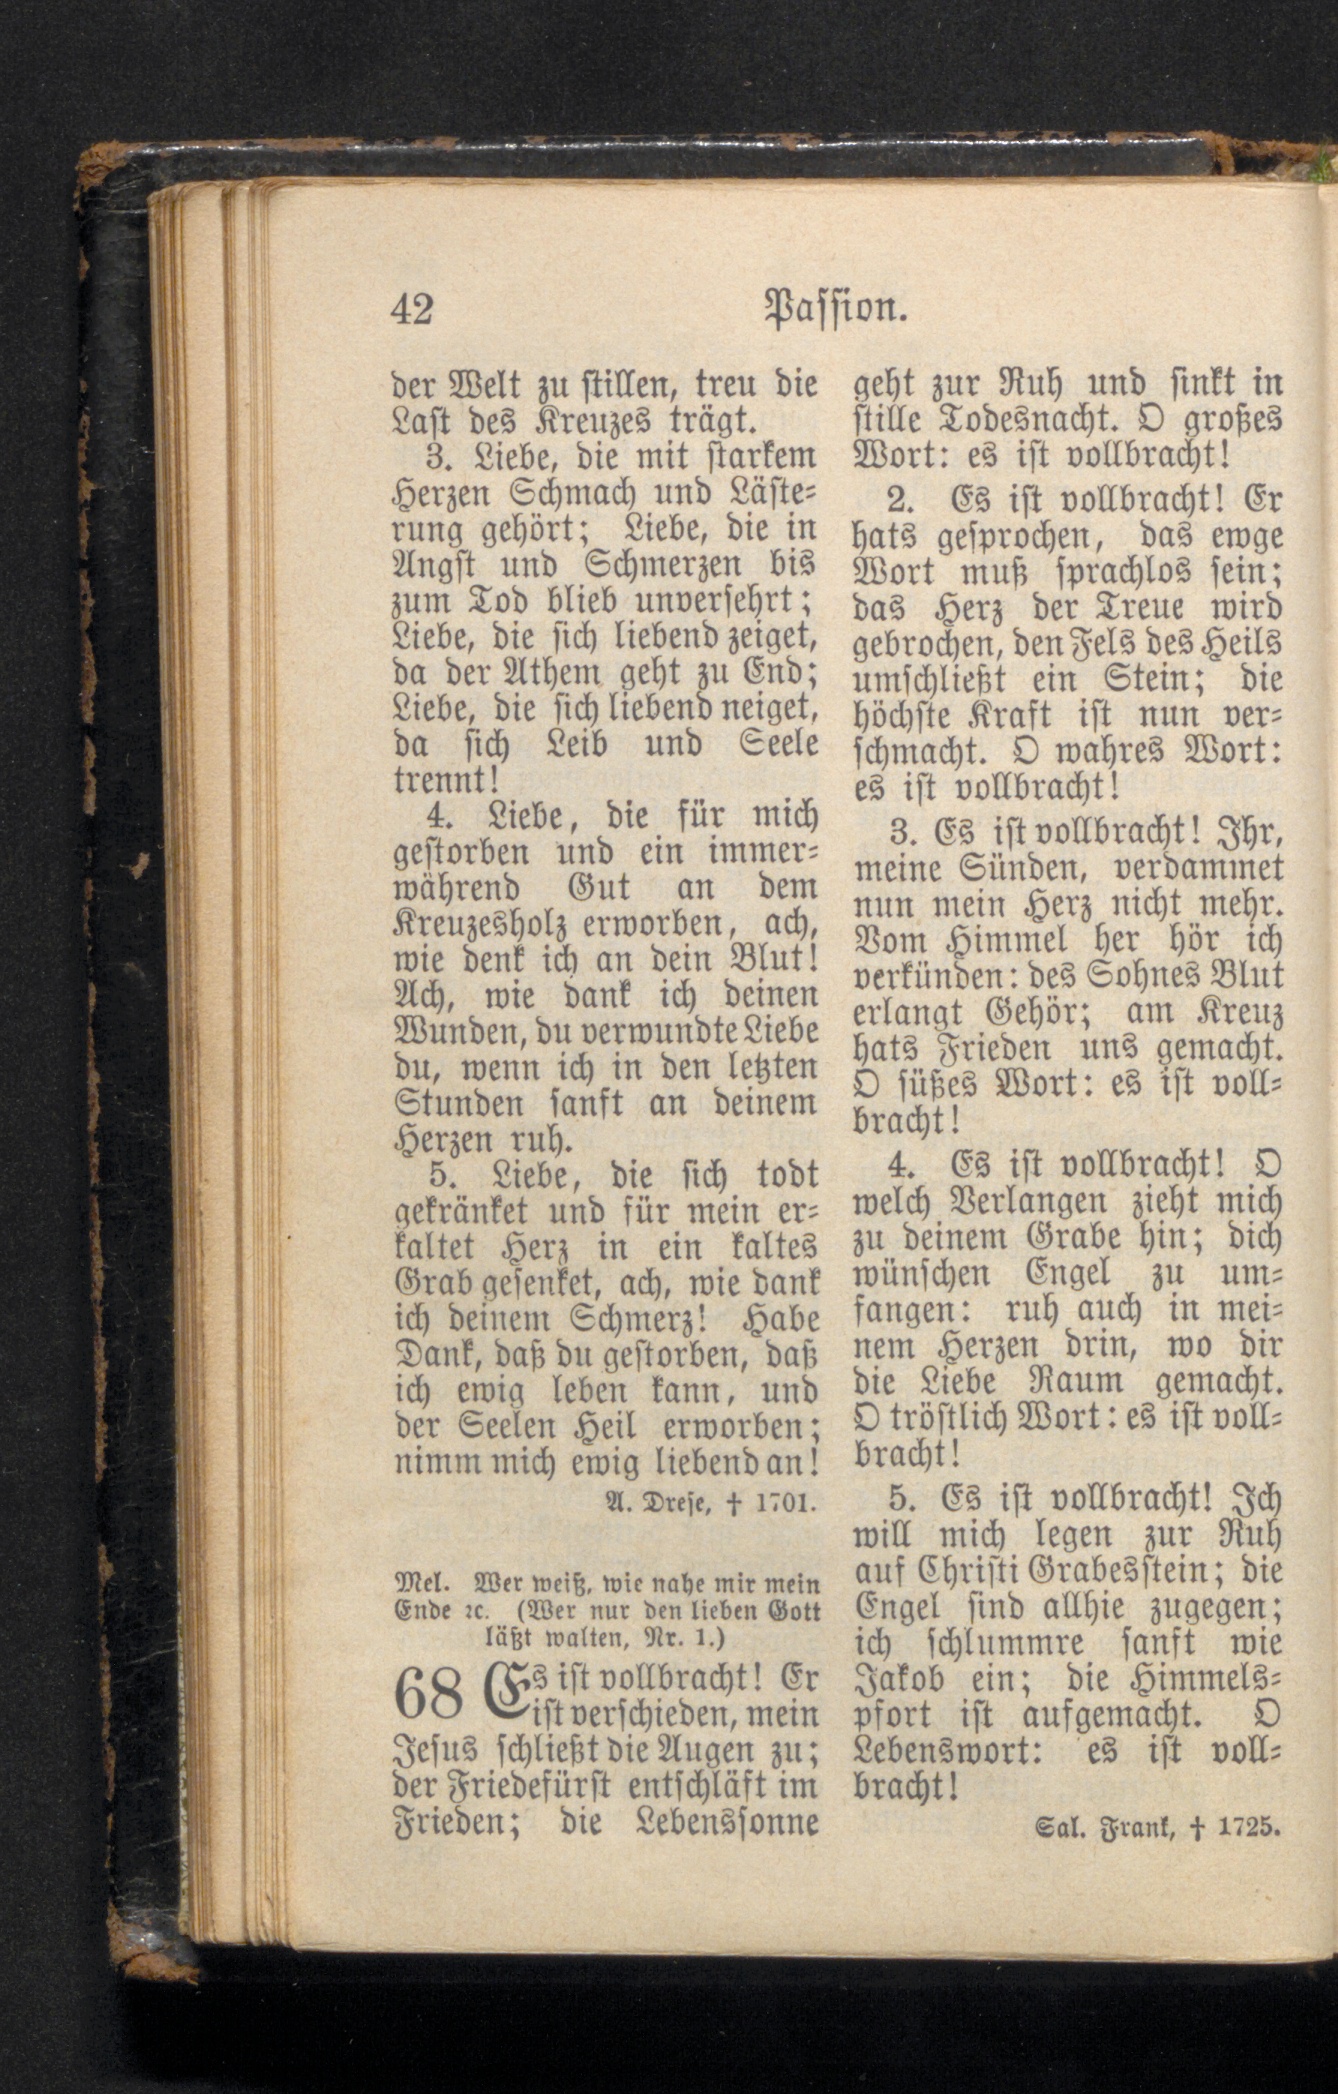 42
Passion.
der Welt zu stillen, treu die
Last des Kreuzes trägt.
3. Liebe, die mit starkem
Herzen Schmach und Läste-
rung gehört; Liebe, die in
Angst und Schmerzen bis
zum Tod blieb unversehrt;
Liebe, die sich liebend zeiget,
da der Athem geht zu End;
Liebe, die sich liebend neiget,
da sich Leib und Seele
trennt!
4. Liebe, die für mich
gestorben und ein immer-
während Gut an dem
Kreuzesholz erworben, ach,
wie denk ich an dein Blut!
Ach, wie dank ich deinen
Wunden, du verwundte Liebe
du, wenn ich in den letzten
Stunden sanft an deinem
Herzen ruh.
5. Liebe, die sich todt
gekränket und für mein er-
kaltet Herz in ein kaltes
Grab gesenket, ach, wie dank
ich deinem Schmerz! Habe
Dank, daß du gestorben, daß
ich ewig leben kann, und
der Seelen Heil erworben;
nimm mich ewig liebend an!
A. Drese, † 1701.
Mel. Wer weiß, wie nahe mir mein
Ende ꝛc. (Wer nur den lieben Gott
läßt walten, Nr. 1.)
68 Es ist vollbracht! Er
ist verschieden, mein
Jesus schließt die Augen zu;
der Friedefürst entschläft im
Frieden; die Lebenssonne
geht zur Ruh und sinkt in
stille Todesnacht. O großes
Wort: es ist vollbracht!
2. Es ist vollbracht! Er
hats gesprochen, das ewge
Wort muß sprachlos sein;
das Herz der Treue wird
gebrochen, den Fels des Heils
umschließt ein Stein; die
höchste Kraft ist nun ver-
schmacht. O wahres Wort:
es ist vollbracht!
3. Es ist vollbracht! Ihr,
meine Sünden, verdammet
nun mein Herz nicht mehr.
Vom Himmel her hör ich
verkünden: des Sohnes Blut
erlangt Gehör; am Kreuz
hats Frieden uns gemacht.
O süßes Wort: es ist voll-
bracht!
4. Es ist vollbracht! O
welch Verlangen zieht mich
zu deinem Grabe hin; dich
wünschen Engel zu um-
fangen: ruh auch in mei-
nem Herzen drin, wo dir
die Liebe Raum gemacht.
O tröstlich Wort: es ist voll-
bracht!
5. Es ist vollbracht! Ich
will mich legen zur Ruh
auf Christi Grabesstein; die
Engel sind allhie zugegen;
ich schlummre sanft wie
Jakob ein; die Himmels-
pfort ist aufgemacht. O
Lebenswort: es ist voll-
bracht!
Sal. Frank, † 1725.